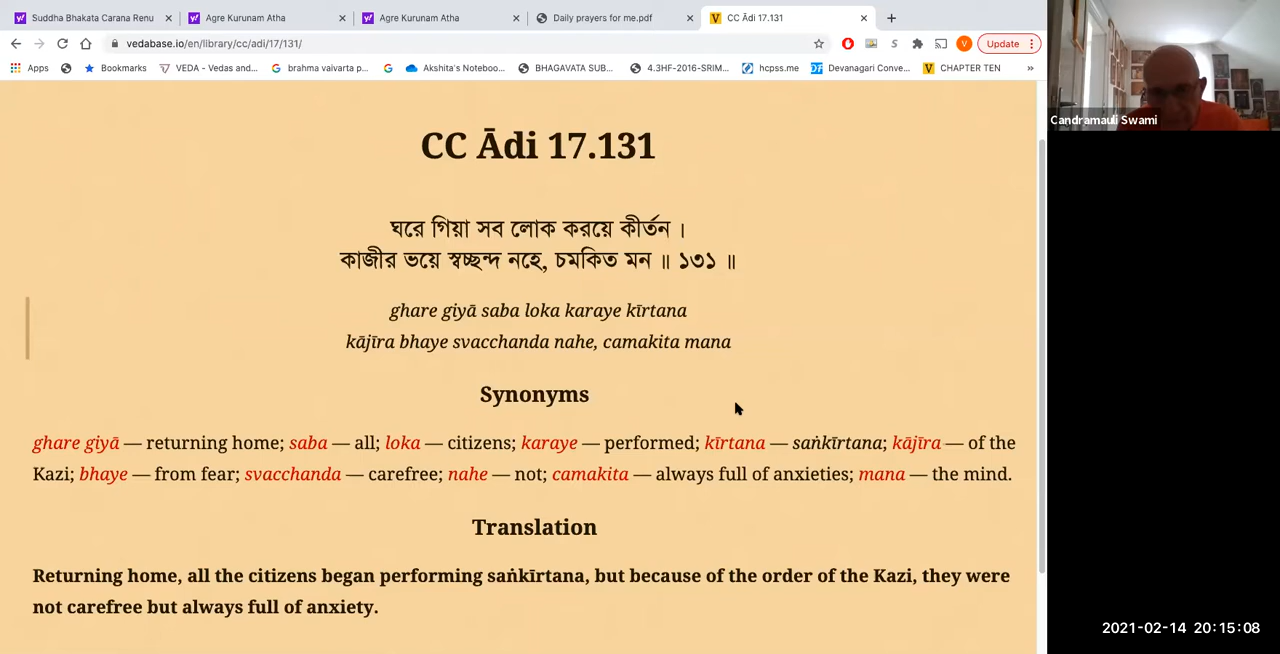 Suddha Bhakata Carana Renu
Agre Kurunam Atha
Agre Kurunam Atha
Daily prayers for me.pdf
CC Ādi 17.131
vedabase.io/en/library/cc/adi/17/131/
Update
Apps
Bookmarks
VEDA - Vedas and...
brahma vaivarta p...
Akshita's Noteboo...
BHAGAVATA SUB...
4.3HF-2016-SRIM...
hcpss.me
Devanagari Conve...
CHAPTER TEN
»
Candramauli Swami
CC Ādi 17.131
ঘরে গিয়া সব লোক করয়ে কীর্তন ।
কাজীর ভয়ে স্বচ্ছন্দ নহে, চমকিত মন ॥ ১৩১ ॥
ghare giyā saba loka karaye kīrtana
kājīra bhaye svacchanda nahe, camakita mana
Synonyms
ghare giyā — returning home; saba — all; loka — citizens; karaye — performed; kīrtana — saṅkīrtana; kājīra — of the
Kazi; bhaye — from fear; svacchanda — carefree; nahe — not; camakita — always full of anxieties; mana — the mind.
Translation
Returning home, all the citizens began performing saṅkīrtana, but because of the order of the Kazi, they were
not carefree but always full of anxiety.
2021-02-14 20:15:08